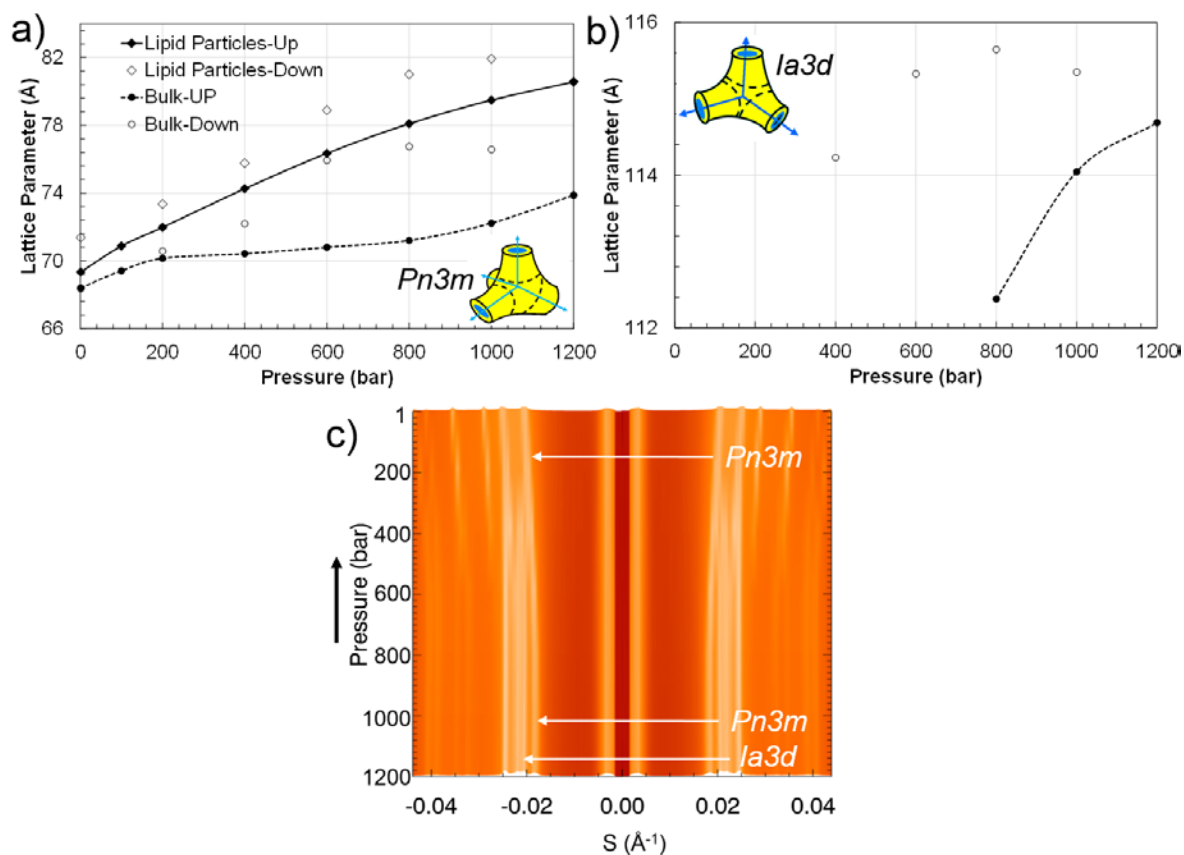 a)
Lipid Particles-Up
Lipid Particles-Down
Bulk-UP
Bulk-Down
82
78
74
70
66
Lattice Parameter (Å)
Pn3m
0 200 400 600 800 1000 1200
Pressure (bar)
b)
Ia3d
116
114
112
Lattice Parameter (Å)
0 200 400 600 800 1000 1200
Pressure (bar)
c)
1
200
400
600
800
1000
1200
Pressure (bar)
Pn3m
Pn3m
Ia3d
-0.04 -0.02 0.00 0.02 0.04
S (Å-1)